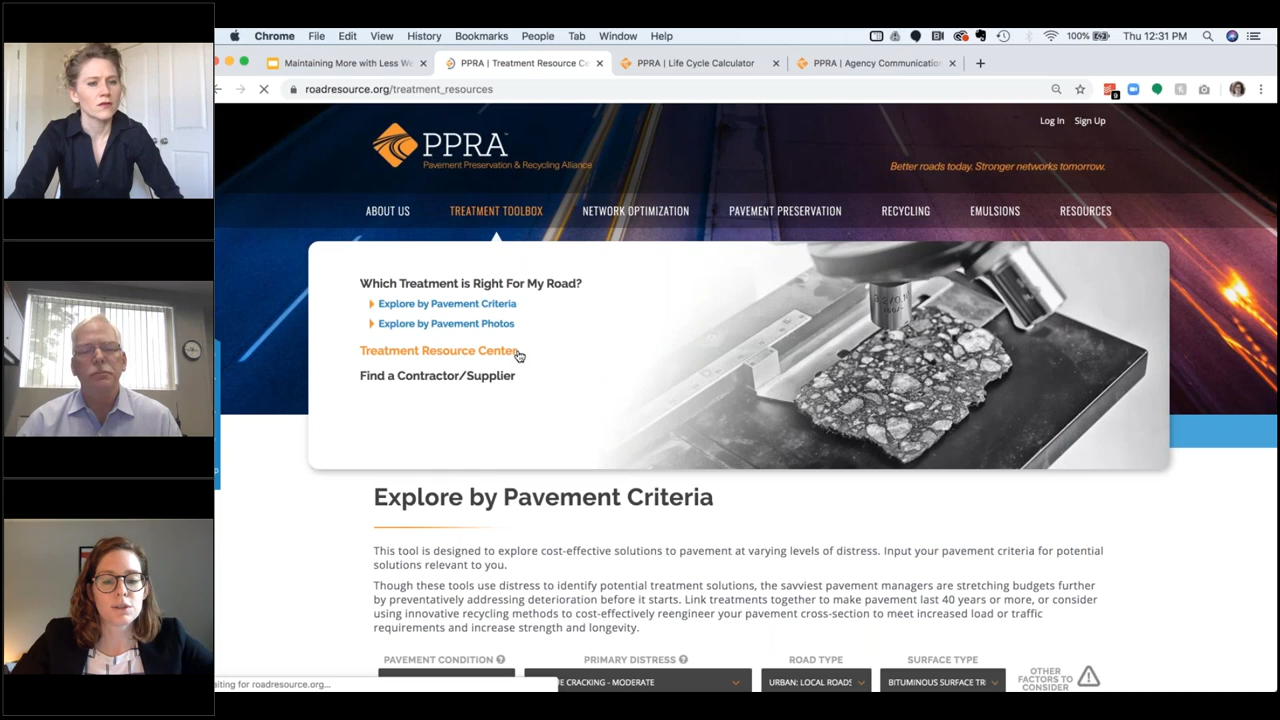 Chrome File Edit View History Bookmarks People Tab Window Help
100% Thu 12:31 PM
Maintaining More with Less We
PPRA | Treatment Resource Ce
PPRA | Life Cycle Calculator
PPRA | Agency Communication
roadresource.org/treatment_resources
Log In Sign Up
PPRA
Pavement Preservation & Recycling Alliance
Better roads today. Stronger networks tomorrow.
ABOUT US TREATMENT TOOLBOX NETWORK OPTIMIZATION PAVEMENT PRESERVATION RECYCLING EMULSIONS RESOURCES
Which Treatment is Right For My Road?
Explore by Pavement Criteria
Explore by Pavement Photos
Treatment Resource Center
Find a Contractor/Supplier
Explore by Pavement Criteria
This tool is designed to explore cost-effective solutions to pavement at varying levels of distress. Input your pavement criteria for potential
solutions relevant to you.
Though these tools use distress to identify potential treatment solutions, the savviest pavement managers are stretching budgets further
by preventatively addressing deterioration before it starts. Link treatments together to make pavement last 40 years or more, or consider
using innovative recycling methods to cost-effectively reengineer your pavement cross-section to meet increased load or traffic
requirements and increase strength and longevity.
PAVEMENT CONDITION PRIMARY DISTRESS ROAD TYPE SURFACE TYPE
OTHER
FACTORS TO
CONSIDER
E CRACKING - MODERATE URBAN: LOCAL ROADS BITUMINOUS SURFACE TR
aiting for roadresource.org...